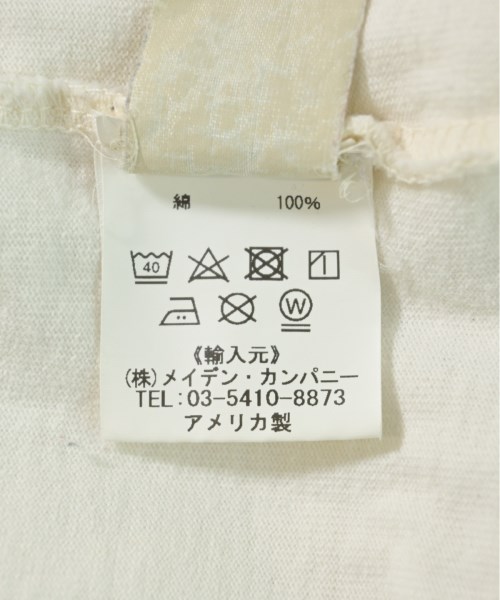 綿 100%
40
W
《輸入元》
(株)メイデン・カンパニー
TEL:03-5410-8873
アメリカ製